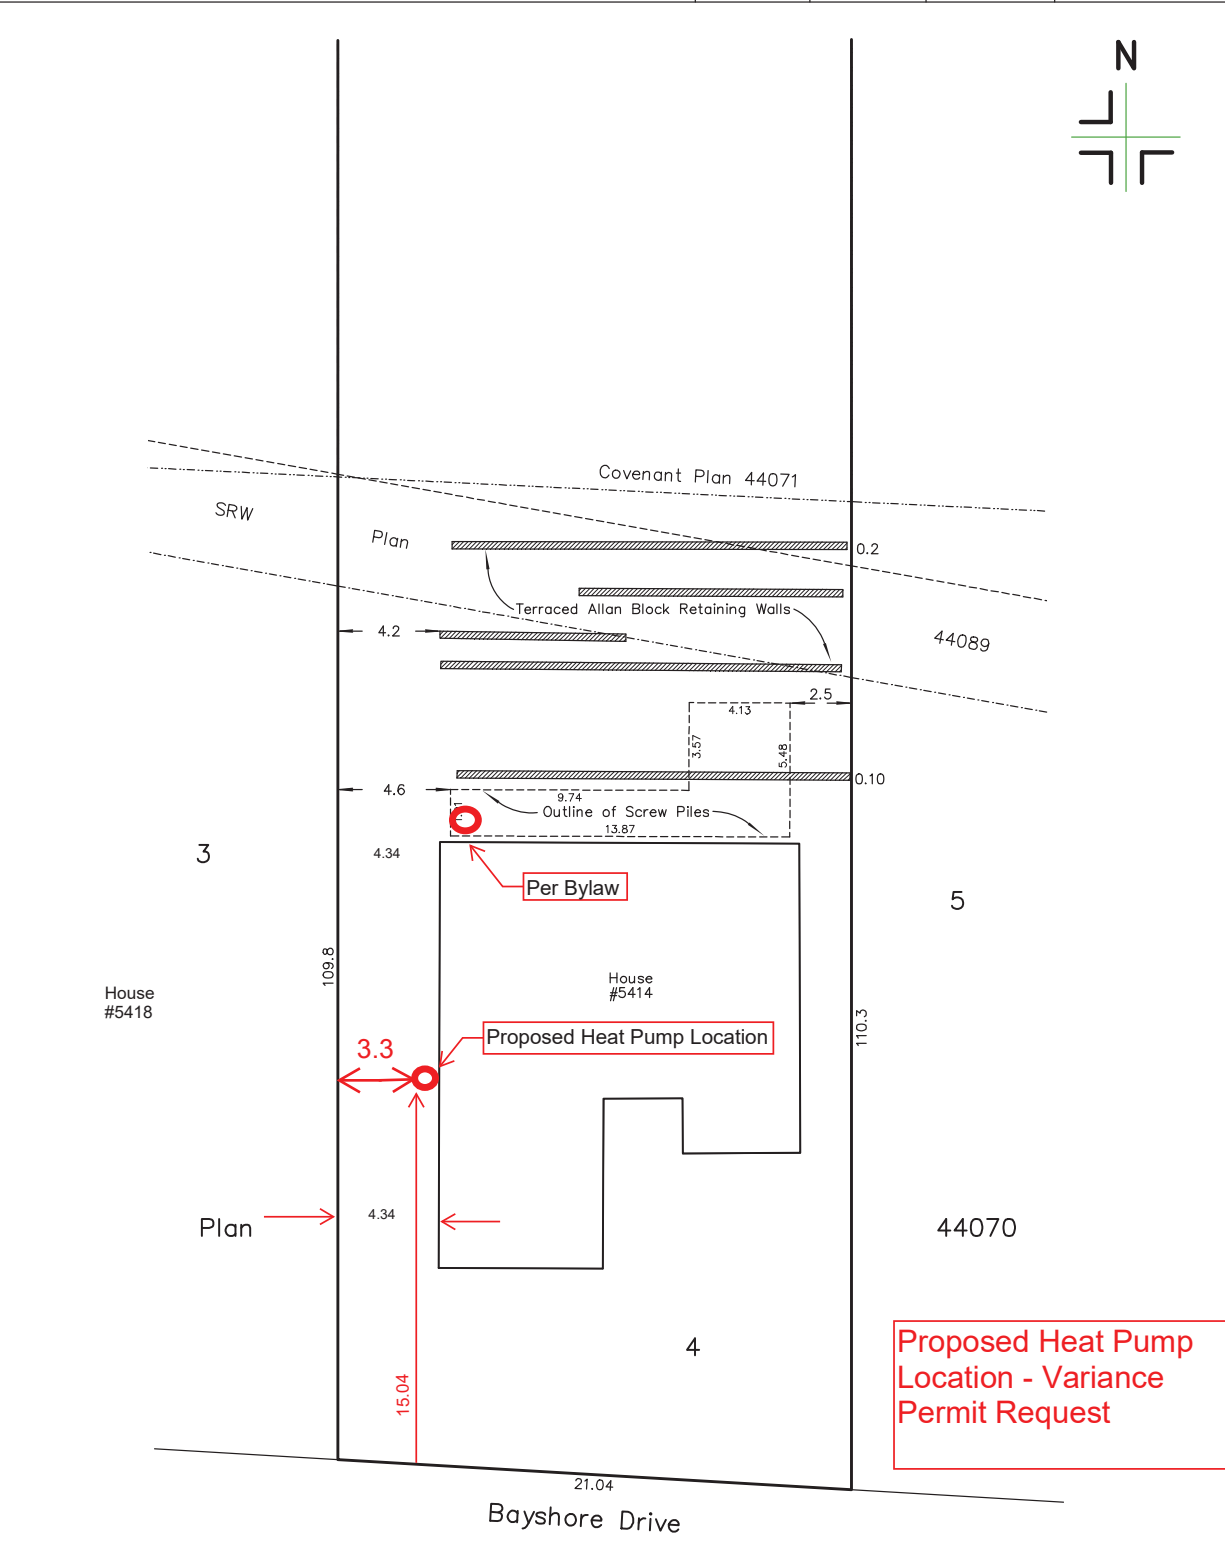 N
Covenant Plan 44071
SRW
Plan
0.2
Terraced Allan Block Retaining Walls
4.2
44089
2.5
4.13
3.57
5.48
0.10
4.6
9.74
Outline of Screw Piles
13.87
3
4.34
Per Bylaw
5
109.8
House
#5414
House
#5418
110.3
Proposed Heat Pump Location
3.3
4.34
Plan
44070
Proposed Heat Pump
Location - Variance
Permit Request
4
15.04
21.04
Bayshore Drive